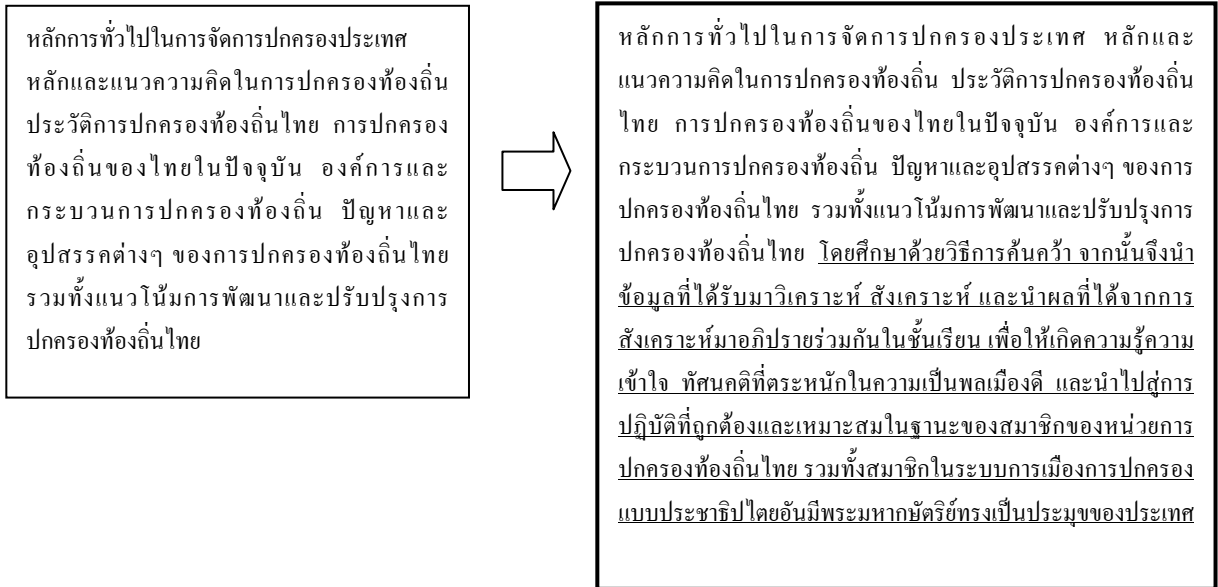 หลักการทั่วไปในการจัดการปกครองประเทศ
หลักและแนวความคิดในการปกครองท้องถิ่น
ประวัติการปกครองท้องถิ่นไทย การปกครอง
ท้องถิ่นของไทยในปัจจุบัน องค์การและ
กระบวนการปกครองท้องถิ่น ปัญหาและ
อุปสรรคต่างๆ ของการปกครองท้องถิ่นไทย
รวมทั้งแนวโน้มการพัฒนาและปรับปรุงการ
ปกครองท้องถิ่นไทย
หลักการทั่วไปในการจัดการปกครองประเทศ หลักและ
แนวความคิดในการปกครองท้องถิ่น ประวัติการปกครองท้องถิ่น
ไทย การปกครองท้องถิ่นของไทยในปัจจุบัน องค์การและ
กระบวนการปกครองท้องถิ่น ปัญหาและอุปสรรคต่างๆ ของการ
ปกครองท้องถิ่นไทย รวมทั้งแนวโน้มการพัฒนาและปรับปรุงการ
ปกครองท้องถิ่นไทย โดยศึกษาด้วยวิธีการค้นคว้า จากนั้นจึงนำ
ข้อมูลที่ได้รับมาวิเคราะห์ สังเคราะห์ และนำผลที่ได้จากการ
สังเคราะห์มาอภิปรายร่วมกันในชั้นเรียน เพื่อให้เกิดความรู้ความ
เข้าใจ ทัศนคติที่ตระหนักในความเป็นพลเมืองดี และนำไปสู่การ
ปฏิบัติที่ถูกต้องและเหมาะสมในฐานะของสมาชิกของหน่วยการ
ปกครองท้องถิ่นไทย รวมทั้งสมาชิกในระบบการเมืองการปกครอง
แบบประชาธิปไตยอันมีพระมหากษัตริย์ทรงเป็นประมุขของประเทศ